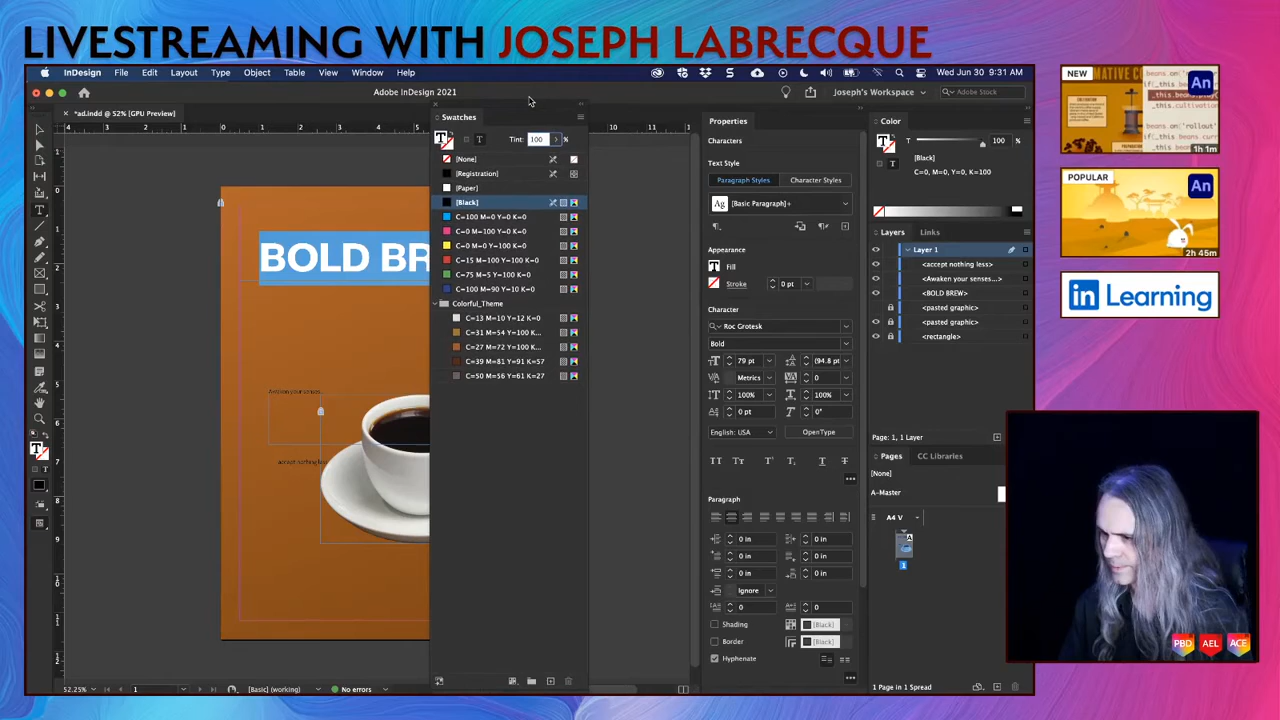 LIVESTREAMING WITH JOSEPH LABRECQUE
InDesign File Edit Layout Type Object Table View Window Help
Wed Jun 30 9:31 AM
Adobe InDesign 2021
Joseph's Workspace
Adobe Stock
*ad.indd @ 52% [GPU Preview]
Swatches
Tint: 100 %
[None]
[Registration]
[Paper]
[Black]
C=100 M=0 Y=0 K=0
C=0 M=100 Y=0 K=0
C=0 M=0 Y=100 K=0
C=15 M=100 Y=100 K=0
C=75 M=5 Y=100 K=0
C=100 M=90 Y=10 K=0
Colorful_Theme
C=13 M=10 Y=12 K=0
C=31 M=54 Y=100 K...
C=27 M=72 Y=100 K...
C=39 M=81 Y=91 K=57
C=50 M=56 Y=61 K=27
BOLD BR
Awaken your senses...
accept nothing less
Properties
Characters
Text Style
Paragraph Styles Character Styles
Ag [Basic Paragraph]+
Appearance
Fill
Stroke 0 pt
Character
Roc Grotesk
Bold
79 pt (94.8 pt
Metrics 0
100% 100%
0 pt 0°
English: USA OpenType
Paragraph
0 in 0 in
0 in 0 in
0 in 0 in
Ignore
0 0
Shading [Black]
Border [Black]
Hyphenate
Color
T 100 %
[Black]
C=0, M=0, Y=0, K=100
Layers Links
Layer 1
<accept nothing less>
<Awaken your senses...>
<BOLD BREW>
<pasted graphic>
<pasted graphic>
<rectangle>
Page: 1, 1 Layer
Pages CC Libraries
[None]
A-Master
A4 V
A
1
1 Page in 1 Spread
52.25% 1 [Basic] (working) No errors
NEW
An
1h 1m
POPULAR
An
2h 45m
in Learning
PBD AEL ACE